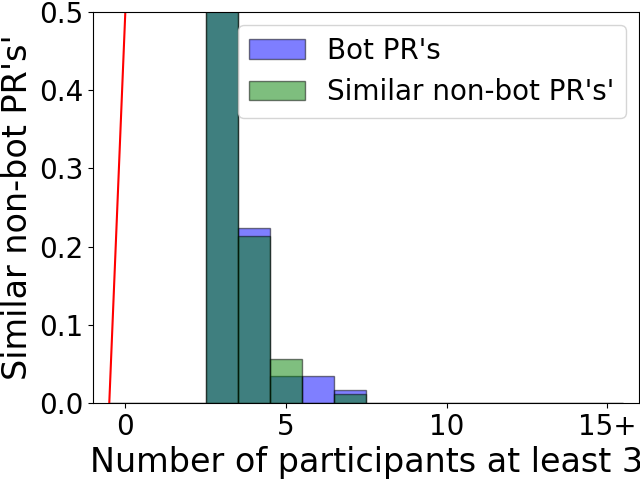 Similar non-bot PR's'
0.5
0.4
0.3
0.2
0.1
0.0
Bot PR's
Similar non-bot PR's'
0
5
10
15+
Number of participants at least 3